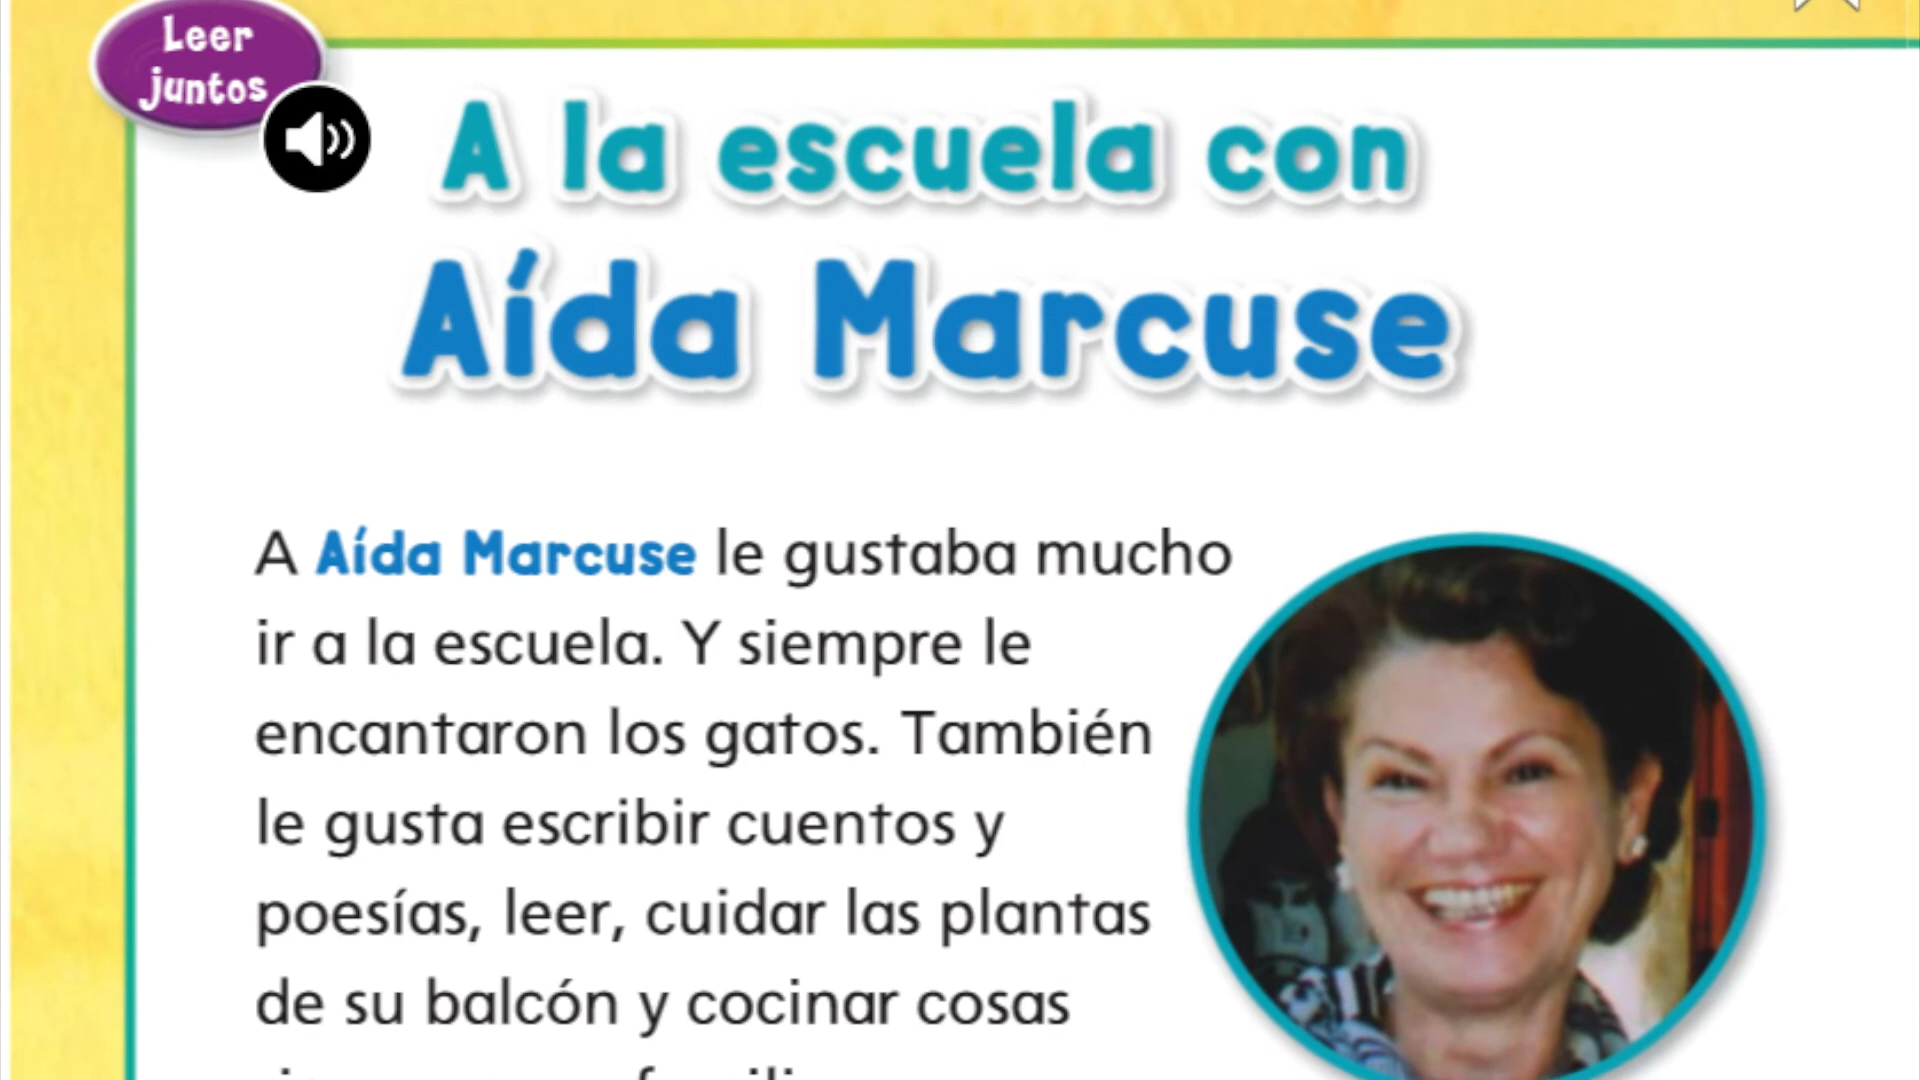 Leer
juntos
A la escuela con
Aída Marcuse
A Aída Marcuse le gustaba mucho
ir a la escuela. Y siempre le
encantaron los gatos. También
le gusta escribir cuentos y
poesías, leer, cuidar las plantas
de su balcón y cocinar cosas